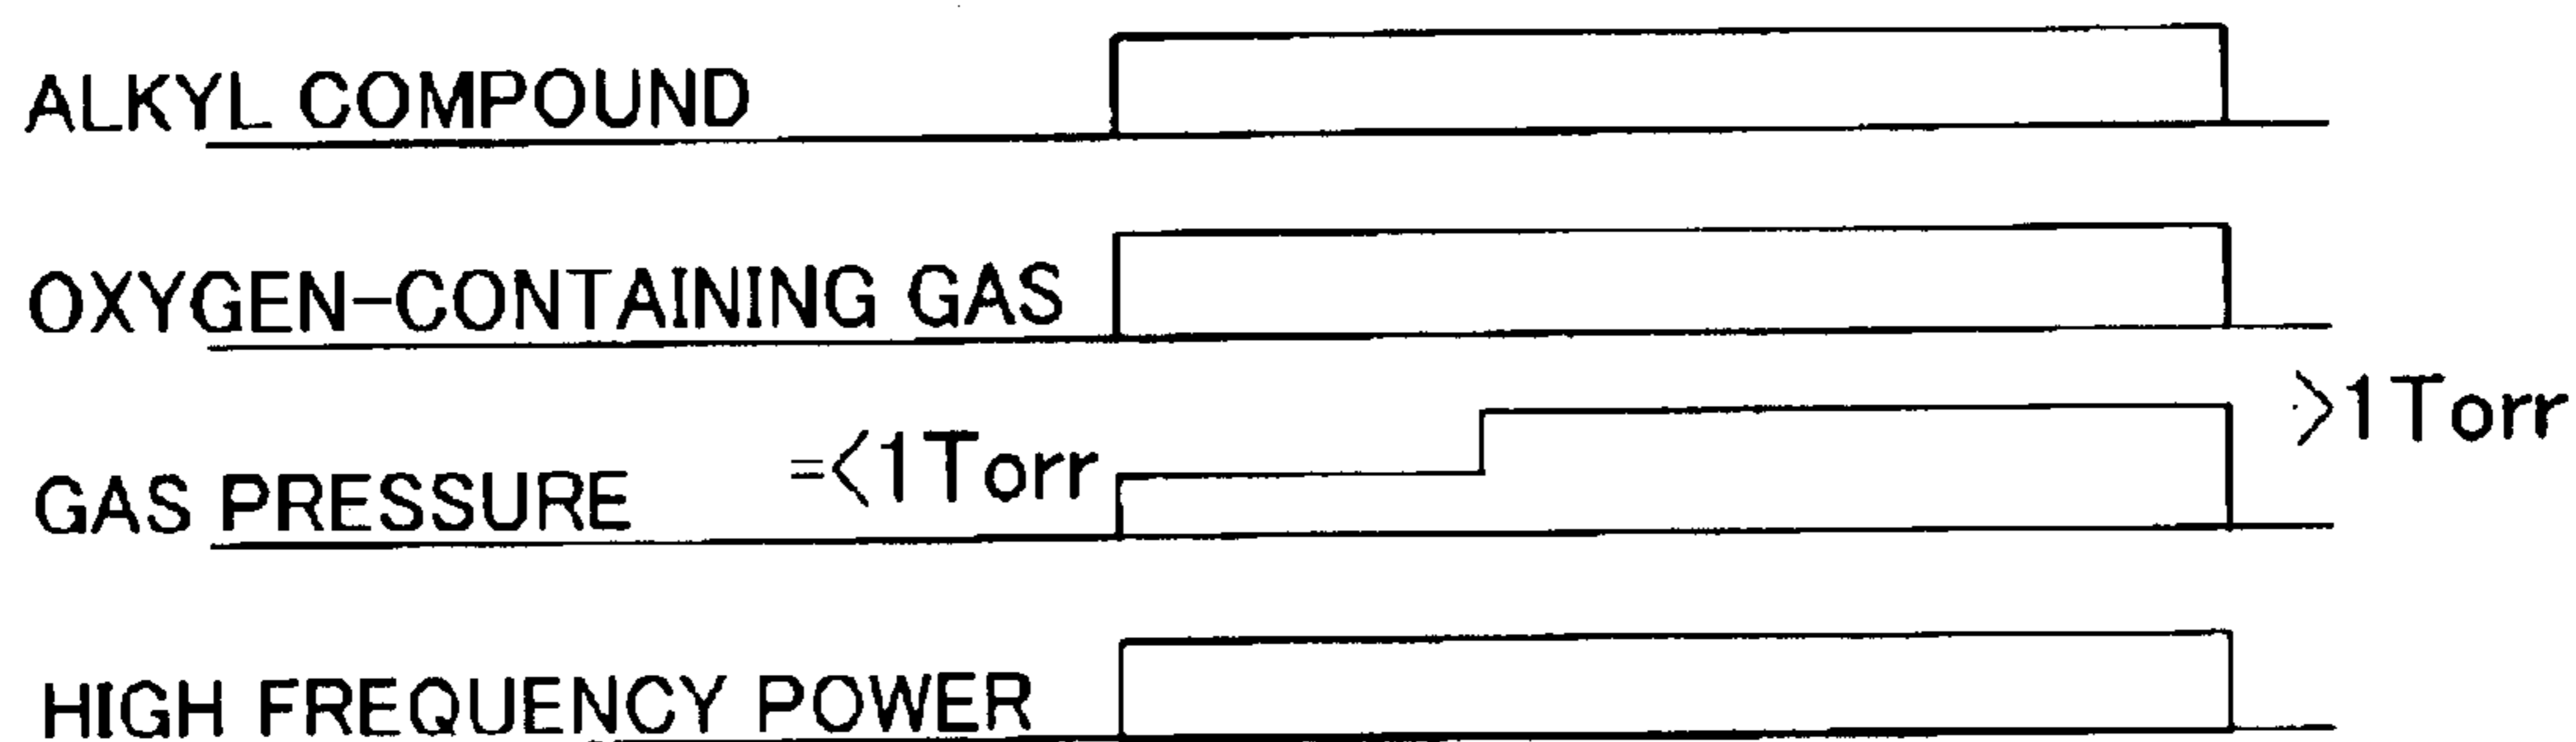 ALKYL COMPOUND
OXYGEN-CONTAINING GAS
GAS PRESSURE =<1Torr >1Torr
HIGH FREQUENCY POWER